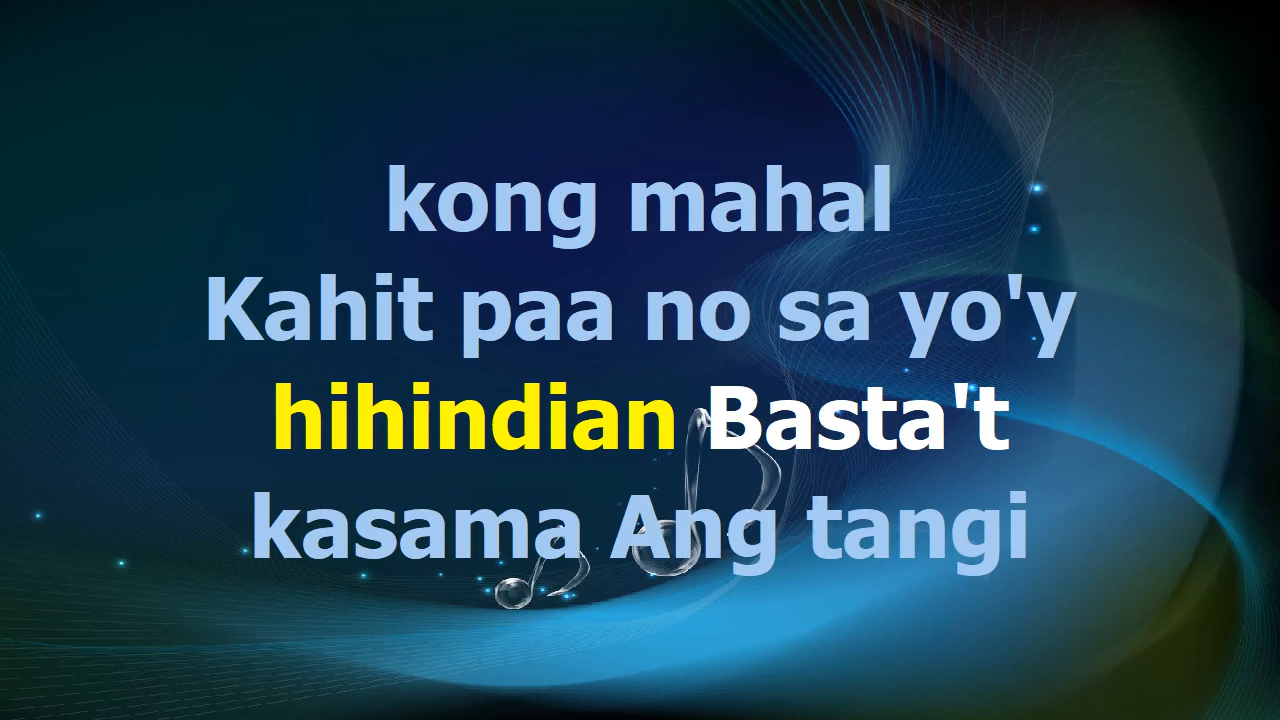 kong mahal
Kahit paa no sa yo'y
hihindian Basta't
kasama Ang tangi